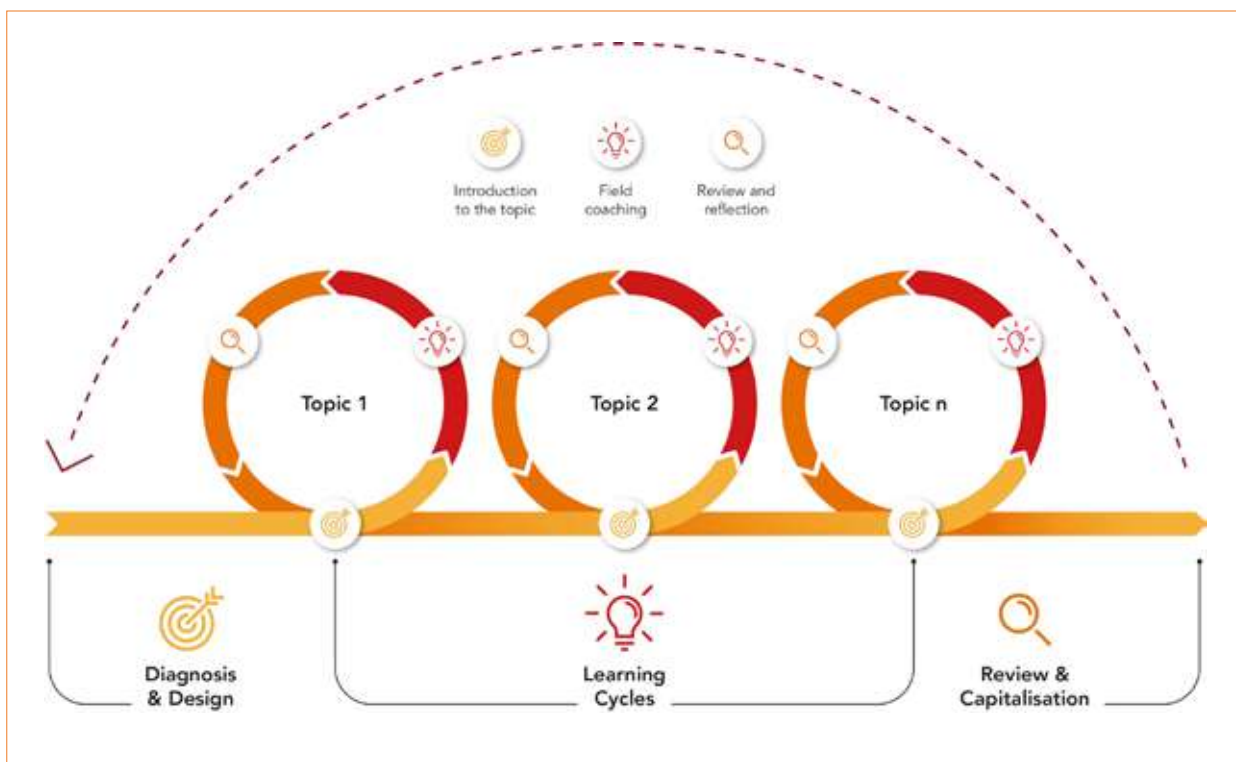 Introduction
to the topic
Field
coaching
Review and
reflection
Topic 1
Topic 2
Topic n
Diagnosis
& Design
Learning
Cycles
Review &
Capitalisation